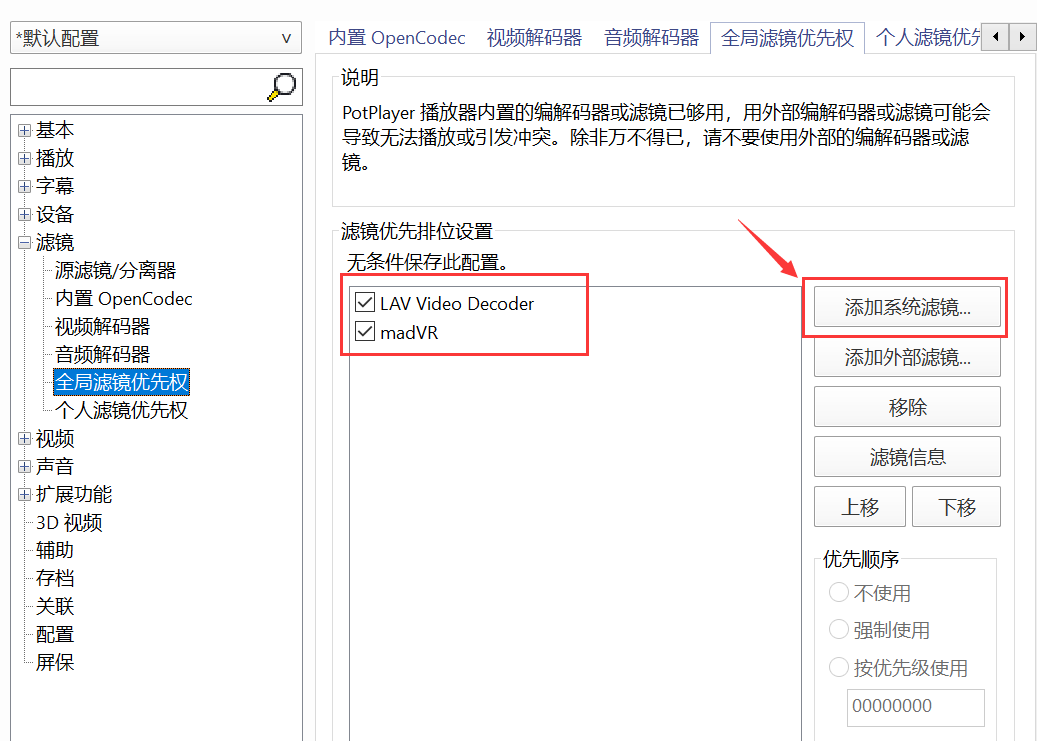 *默认配置
基本
播放
字幕
设备
滤镜
源滤镜/分离器
内置 OpenCodec
视频解码器
音频解码器
全局滤镜优先权
个人滤镜优先权
视频
声音
扩展功能
3D 视频
辅助
存档
关联
配置
屏保
内置 OpenCodec 视频解码器 音频解码器 全局滤镜优先权 个人滤镜优先
说明
PotPlayer 播放器内置的编解码器或滤镜已够用，用外部编解码器或滤镜可能会
导致无法播放或引发冲突。除非万不得已，请不要使用外部的编解码器或滤
镜。
滤镜优先排位设置
无条件保存此配置。
LAV Video Decoder
madVR
添加系统滤镜...
添加外部滤镜...
移除
滤镜信息
上移 下移
优先顺序
不使用
强制使用
按优先级使用
00000000